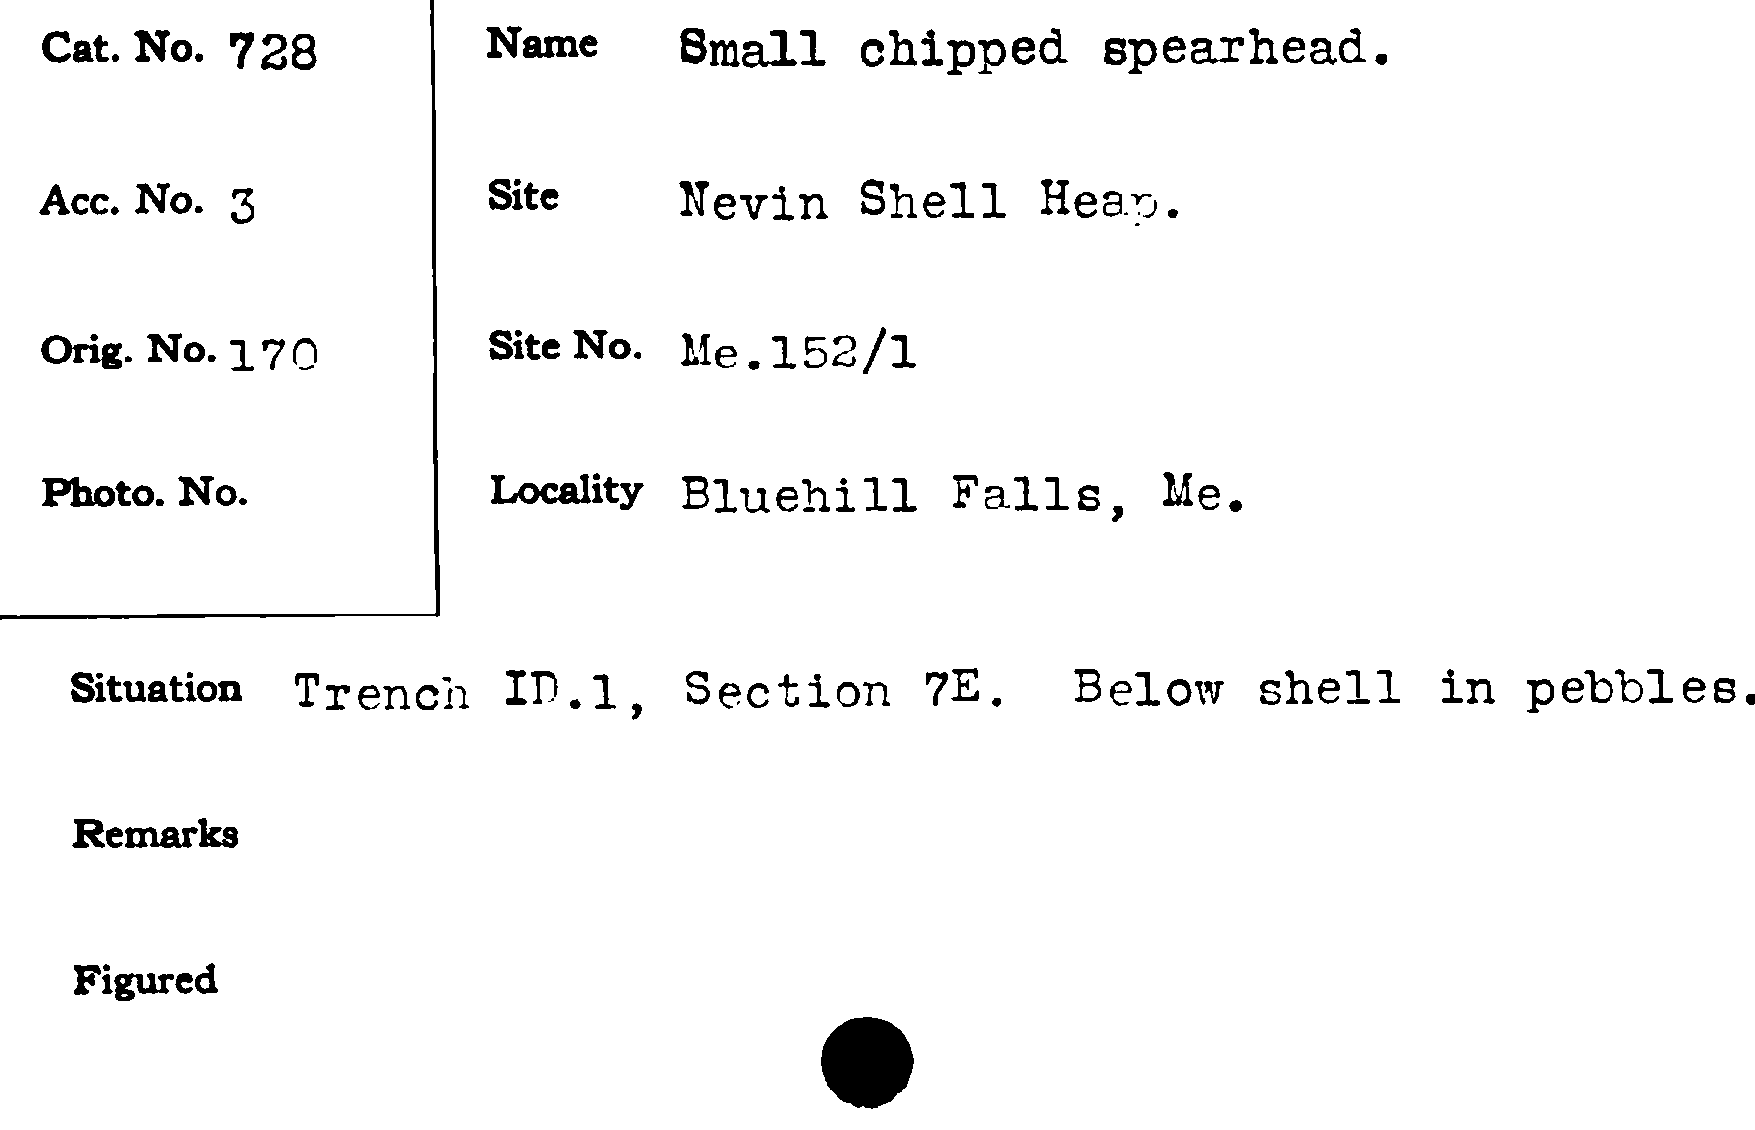 Cat. No. 728
Name Small chipped spearhead.
Acc. No. 3
Site Nevin Shell Heap.
Orig. No. 170
Site No. Me.152/1
Photo. No.
Locality Bluehill Falls, Me.
Situation Trench ID.1, Section 7E. Below shell in pebbles.
Remarks
Figured